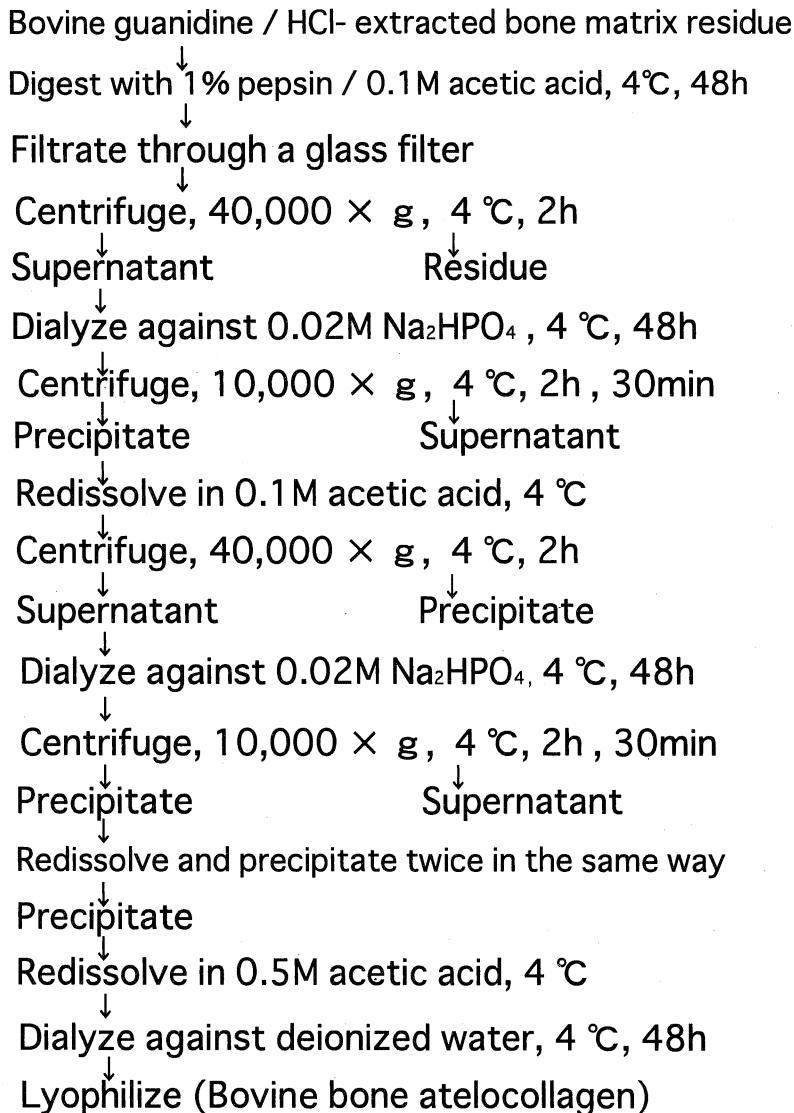 Bovine guanidine / HCl- extracted bone matrix residue
↓
Digest with 1% pepsin / 0.1M acetic acid, 4℃, 48h
↓
Filtrate through a glass filter
↓
Centrifuge, 40,000 × g, 4 ℃, 2h
↓ ↓
Supernatant Residue
↓
Dialyze against 0.02M Na₂HPO₄ , 4 ℃, 48h
↓
Centrifuge, 10,000 × g, 4 ℃, 2h , 30min
↓ ↓
Precipitate Supernatant
↓
Redissolve in 0.1M acetic acid, 4 ℃
↓
Centrifuge, 40,000 × g, 4 ℃, 2h
↓ ↓
Supernatant Precipitate
↓
Dialyze against 0.02M Na₂HPO₄, 4 ℃, 48h
↓
Centrifuge, 10,000 × g, 4 ℃, 2h , 30min
↓ ↓
Precipitate Supernatant
↓
Redissolve and precipitate twice in the same way
↓
Precipitate
↓
Redissolve in 0.5M acetic acid, 4 ℃
↓
Dialyze against deionized water, 4 ℃, 48h
↓
Lyophilize (Bovine bone atelocollagen)